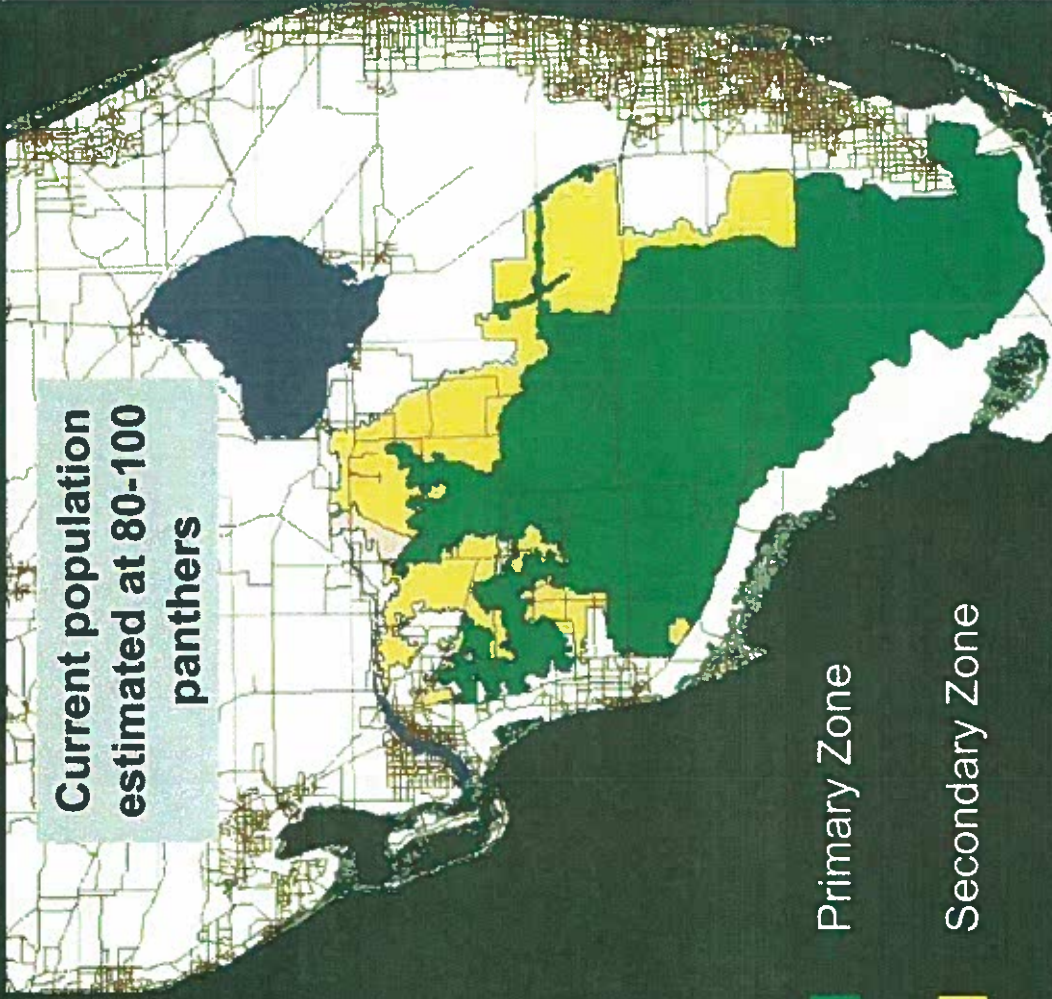 Current population
estimated at 80-100
panthers
Primary Zone
Secondary Zone